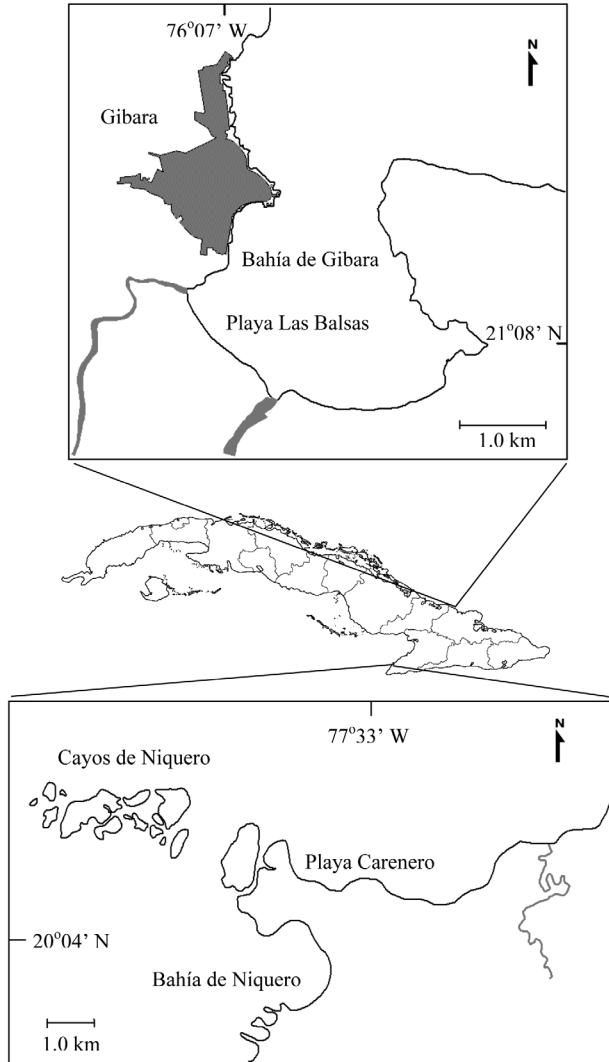 76°07’ W
N
Gibara
Bahía de Gibara
Playa Las Balsas
21°08’ N
1.0 km
77°33’ W
N
Cayos de Niquero
Playa Carenero
20°04’ N
Bahía de Niquero
1.0 km